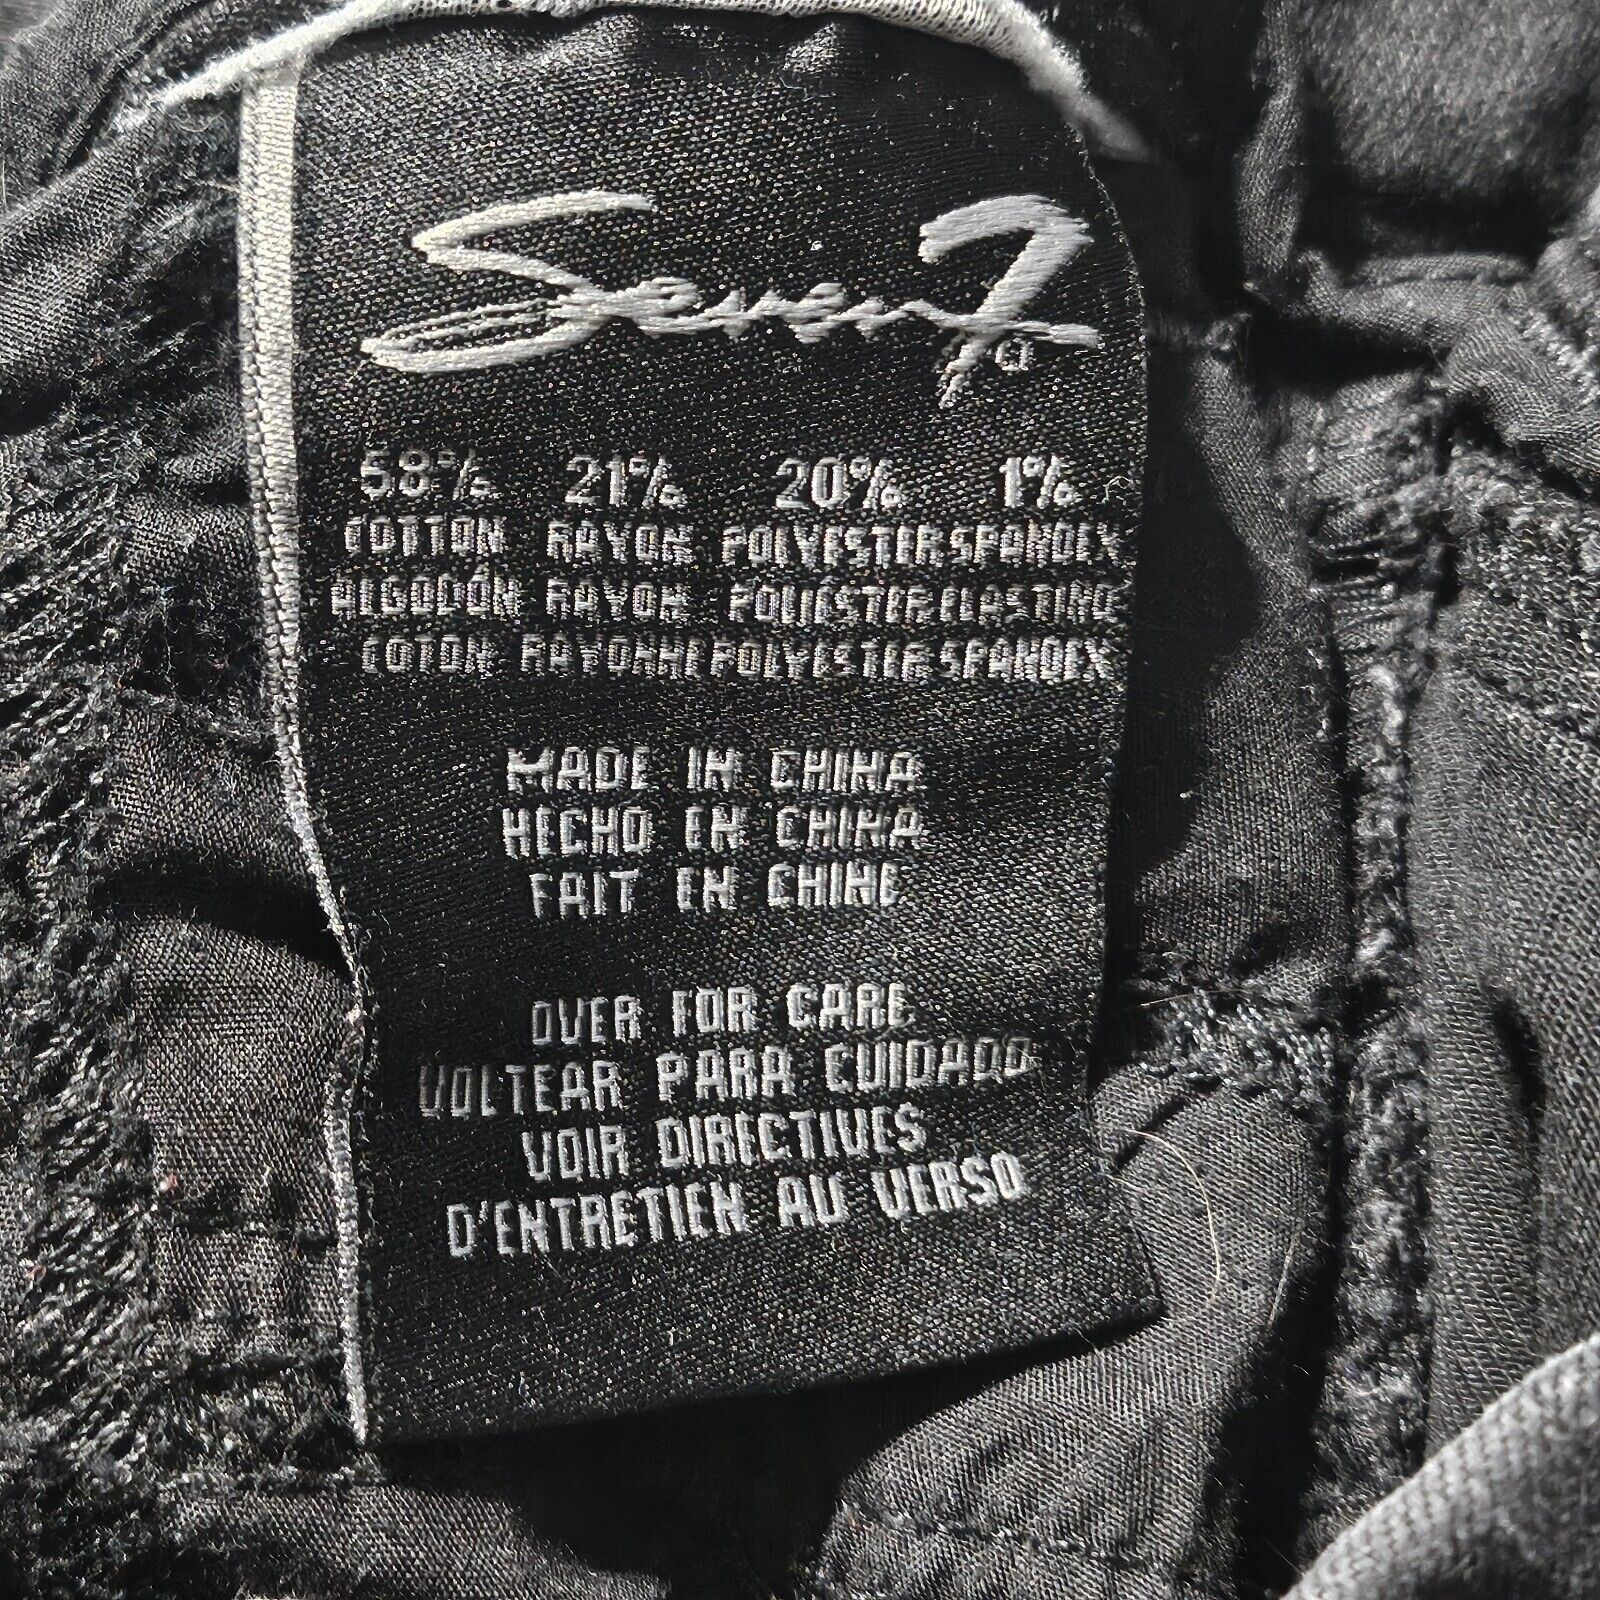 Seven7®
58% 21% 20% 1%
COTTON RAYON POLYESTER SPANDEX
ALGODÓN RAYON POLIÉSTER ELASTINO
COTON RAYONNE POLYESTER SPANDEX
MADE IN CHINA
HECHO EN CHINA
FAIT EN CHINE
OVER FOR CARE
VOLTEAR PARA CUIDADO
VOIR DIRECTIVES
D'ENTRETIEN AU VERSO